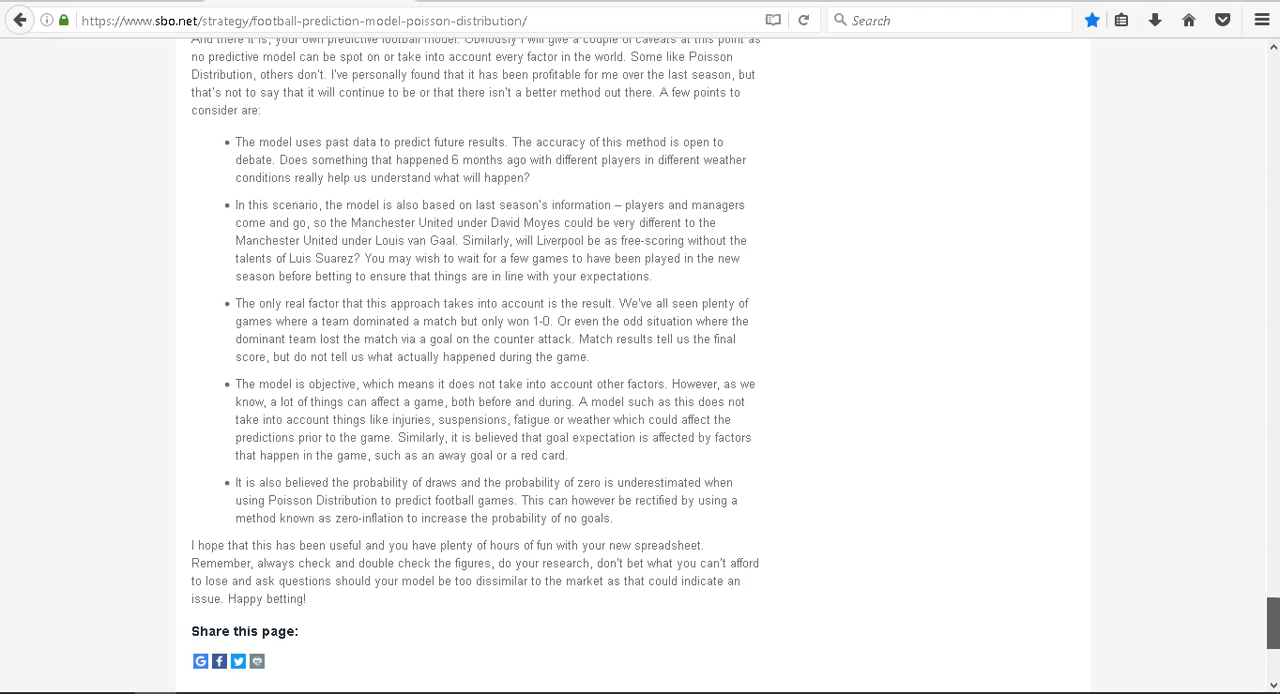 https://www.sbo.net/strategy/football-prediction-model-poisson-distribution/
Search
And there it is, your own predictive football model. Obviously I will give a couple of caveats at this point as
no predictive model can be spot on or take into account every factor in the world. Some like Poisson
Distribution, others don't. I've personally found that it has been profitable for me over the last season, but
that's not to say that it will continue to be or that there isn't a better method out there. A few points to
consider are:
• The model uses past data to predict future results. The accuracy of this method is open to
debate. Does something that happened 6 months ago with different players in different weather
conditions really help us understand what will happen?
• In this scenario, the model is also based on last season's information – players and managers
come and go, so the Manchester United under David Moyes could be very different to the
Manchester United under Louis van Gaal. Similarly, will Liverpool be as free-scoring without the
talents of Luis Suarez? You may wish to wait for a few games to have been played in the new
season before betting to ensure that things are in line with your expectations.
• The only real factor that this approach takes into account is the result. We've all seen plenty of
games where a team dominated a match but only won 1-0. Or even the odd situation where the
dominant team lost the match via a goal on the counter attack. Match results tell us the final
score, but do not tell us what actually happened during the game.
• The model is objective, which means it does not take into account other factors. However, as we
know, a lot of things can affect a game, both before and during. A model such as this does not
take into account things like injuries, suspensions, fatigue or weather which could affect the
predictions prior to the game. Similarly, it is believed that goal expectation is affected by factors
that happen in the game, such as an away goal or a red card.
• It is also believed the probability of draws and the probability of zero is underestimated when
using Poisson Distribution to predict football games. This can however be rectified by using a
method known as zero-inflation to increase the probability of no goals.
I hope that this has been useful and you have plenty of hours of fun with your new spreadsheet.
Remember, always check and double check the figures, do your research, don't bet what you can't afford
to lose and ask questions should your model be too dissimilar to the market as that could indicate an
issue. Happy betting!
Share this page: